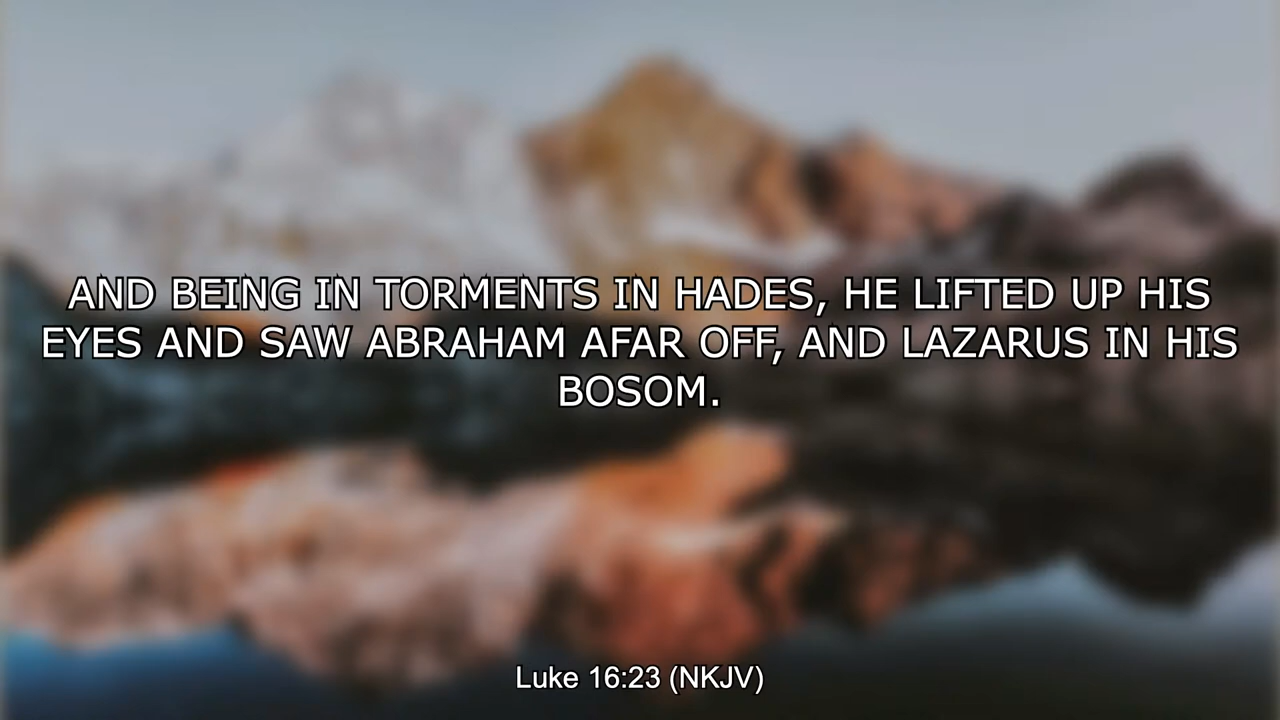 AND BEING IN TORMENTS IN HADES, HE LIFTED UP HIS
EYES AND SAW ABRAHAM AFAR OFF, AND LAZARUS IN HIS
BOSOM.
Luke 16:23 (NKJV)